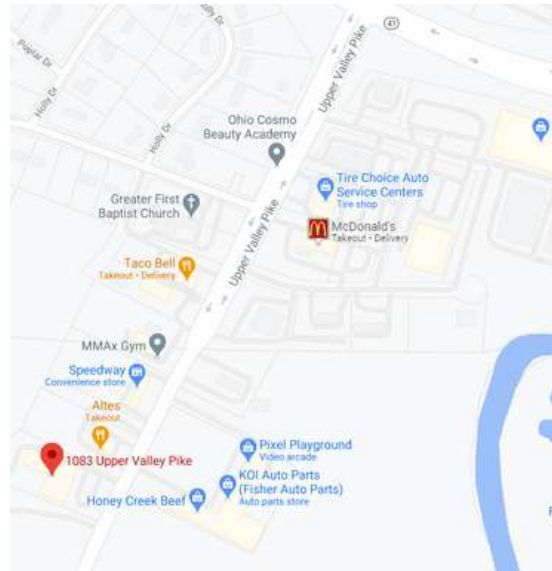 Poplar Dr
Holly Dr
Holly Dr
Holly Dr
41
Upper Valley Pike
Ohio Cosmo
Beauty Academy
Tire Choice Auto
Service Centers
Tire shop
Greater First
Baptist Church
McDonald's
Takeout • Delivery
Upper Valley Pike
Taco Bell
Takeout • Delivery
MMAx Gym
Speedway
Convenience store
Altes
Takeout
1083 Upper Valley Pike
Pixel Playground
Video arcade
KOI Auto Parts
(Fisher Auto Parts)
Auto parts store
Honey Creek Beef